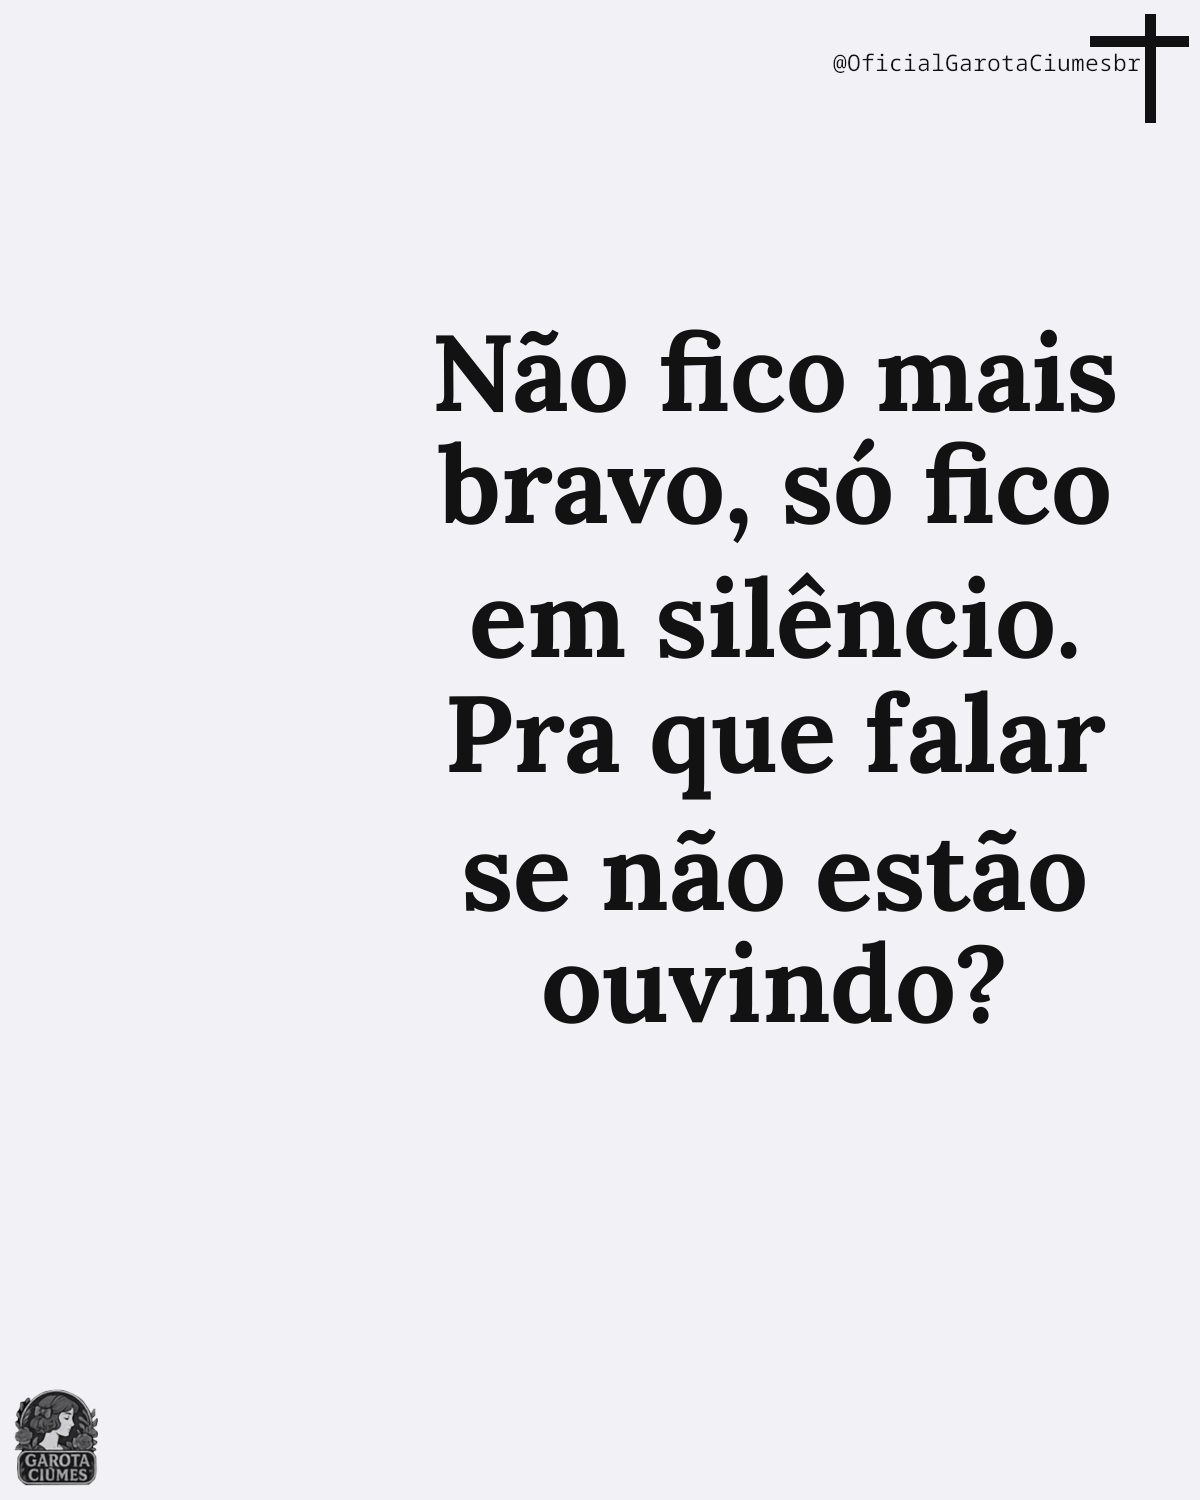 @OficialGarotaCiumesbr
Não fico mais
bravo, só fico
em silêncio.
Pra que falar
se não estão
ouvindo?
GAROTA
CIÚMES